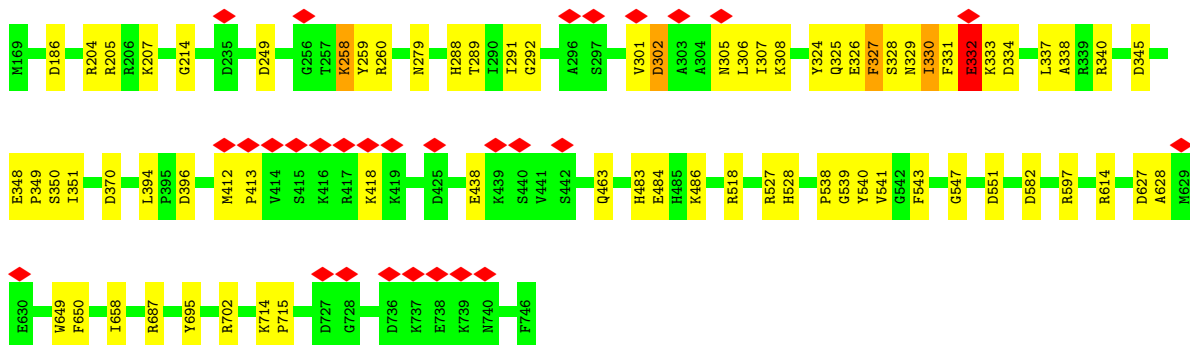 M169 D186 R204 R205 R206 K207 G214 D235 D249 G256 T257 K258 Y259 R260 N279 H288 T289 I290 I291 G292 A296 S297 V301 D302 A303 A304 N305 L306 I307 K308 Y324 Q325 E326 F327 S328 N329 I330 F331 E332 K333 D334 L337 A338 R339 R340 D345
E348 P349 S350 I351 D370 L394 P395 D396 M412 P413 V414 S415 K416 R417 K418 K419 D425 E438 K439 S440 V441 S442 Q463 H483 E484 H485 K486 R518 R527 H528 P538 G539 Y540 V541 G542 F543 G547 D551 D582 R597 R614 D627 A628 M629
E630 W649 F650 I658 R687 Y695 R702 K714 P715 D727 G728 D736 K737 E738 K739 N740 F746